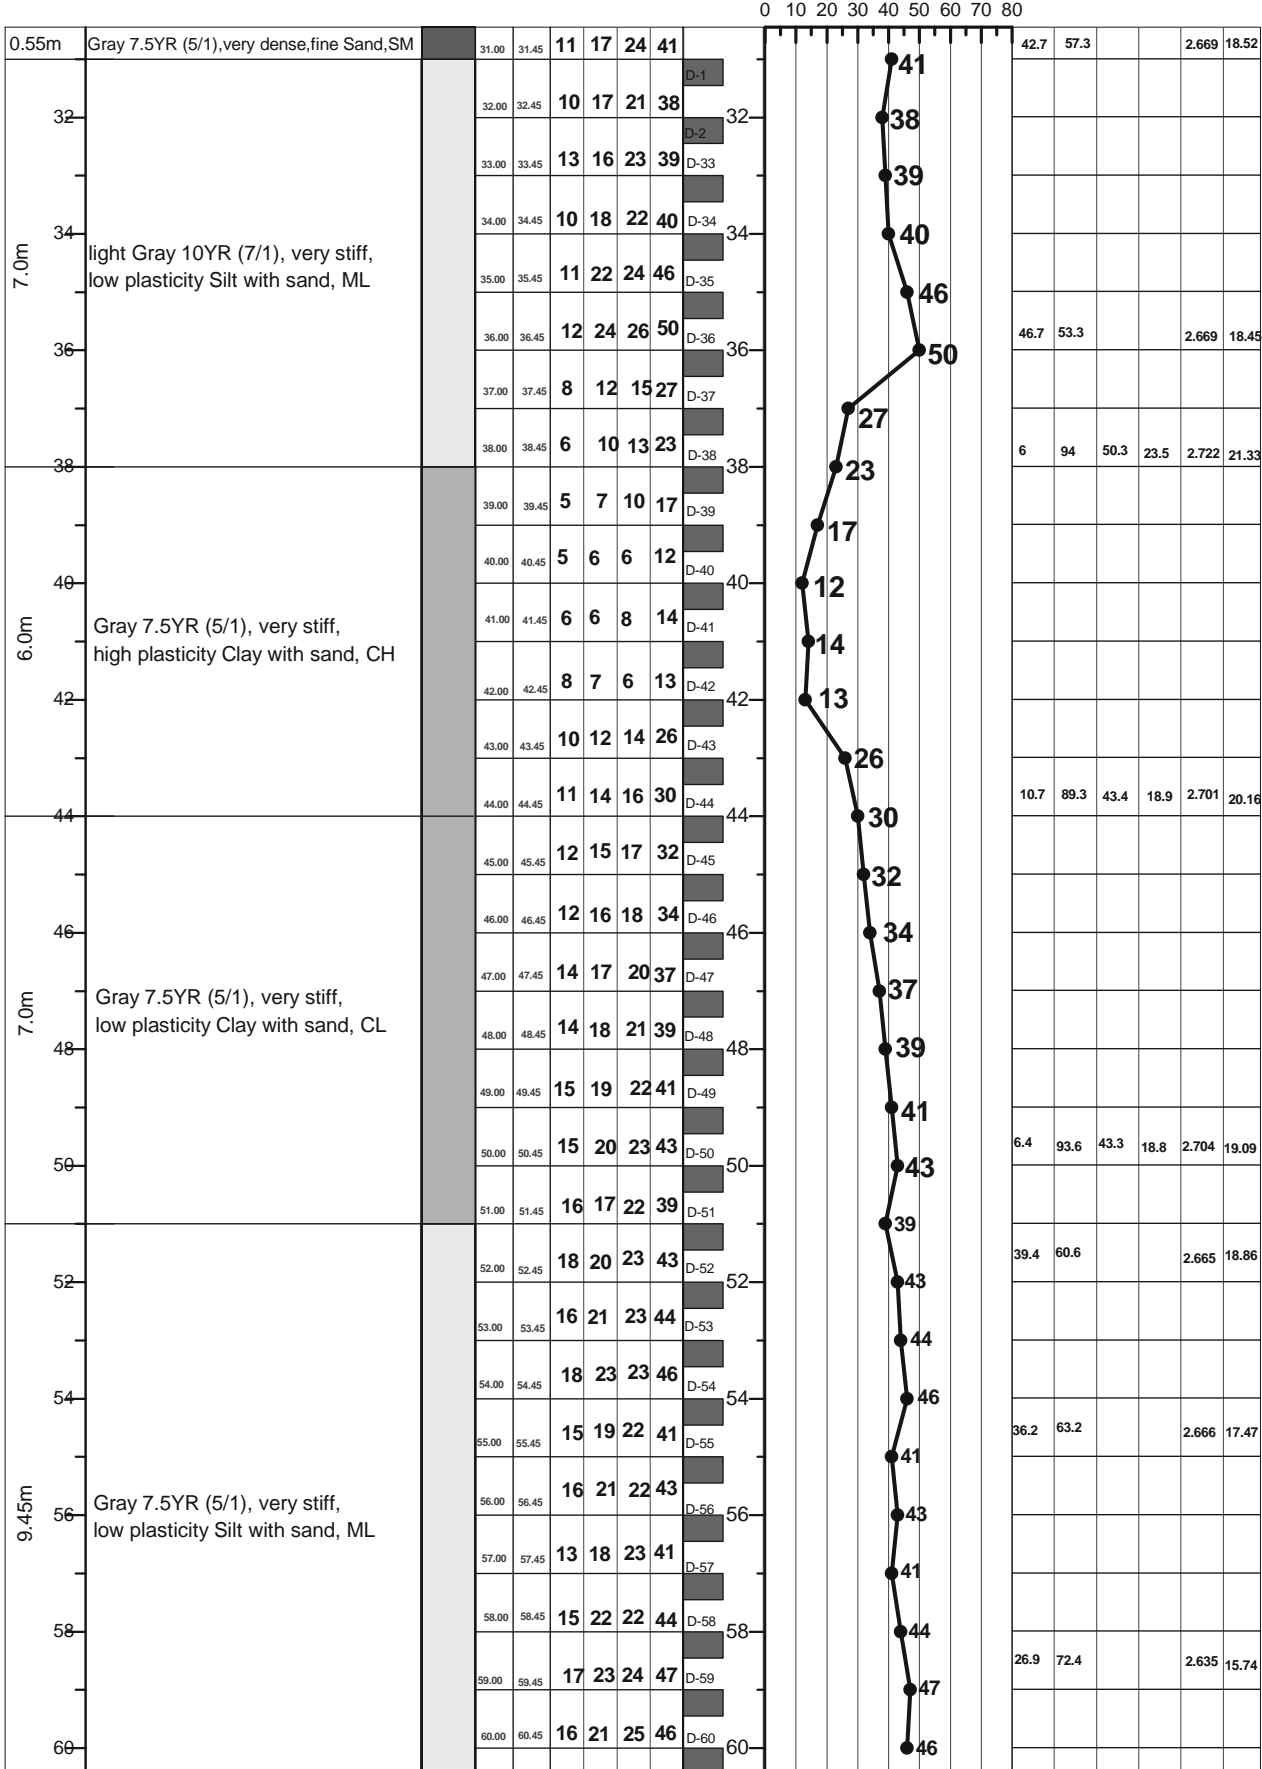 0 10 20 30 40 50 60 70 80
0.55m Gray 7.5YR (5/1),very dense,fine Sand,SM 31.00 31.45 11 17 24 41 42.7 57.3 2.669 18.52
41
D-1
32.00 32.45 10 17 21 38
32 32 38
D-2
33.00 33.45 13 16 23 39 D-33
39
34.00 34.45 10 18 22 40 D-34
34 34 40
7.0m light Gray 10YR (7/1), very stiff,
low plasticity Silt with sand, ML 35.00 35.45 11 22 24 46 D-35
46
36.00 36.45 12 24 26 50 D-36 46.7 53.3 2.669 18.45
36 36 50
37.00 37.45 8 12 15 27 D-37
27
38.00 38.45 6 10 13 23 D-38 6 94 50.3 23.5 2.722 21.33
38 38 23
39.00 39.45 5 7 10 17 D-39
17
40.00 40.45 5 6 6 12 D-40
40 40 12
41.00 41.45 6 6 8 14 D-41
6.0m Gray 7.5YR (5/1), very stiff,
high plasticity Clay with sand, CH
14
42.00 42.45 8 7 6 13 D-42
42 42 13
43.00 43.45 10 12 14 26 D-43
26
44.00 44.45 11 14 16 30 D-44 10.7 89.3 43.4 18.9 2.701 20.16
44 44 30
45.00 45.45 12 15 17 32 D-45
32
46.00 46.45 12 16 18 34 D-46
46 46 34
47.00 47.45 14 17 20 37 D-47
37
7.0m Gray 7.5YR (5/1), very stiff,
low plasticity Clay with sand, CL
48.00 48.45 14 18 21 39 D-48
48 48 39
49.00 49.45 15 19 22 41 D-49
41
50.00 50.45 15 20 23 43 D-50 6.4 93.6 43.3 18.8 2.704 19.09
50 50 43
51.00 51.45 16 17 22 39 D-51
39
52.00 52.45 18 20 23 43 D-52 39.4 60.6 2.665 18.86
52 52 43
53.00 53.45 16 21 23 44 D-53
44
54.00 54.45 18 23 23 46 D-54
54 54 46
55.00 55.45 15 19 22 41 D-55 36.2 63.2 2.666 17.47
41
56.00 56.45 16 21 22 43 D-56
9.45m Gray 7.5YR (5/1), very stiff,
low plasticity Silt with sand, ML
56 56 43
57.00 57.45 13 18 23 41 D-57
41
58.00 58.45 15 22 22 44 D-58
58 58 44
59.00 59.45 17 23 24 47 D-59 26.9 72.4 2.635 15.74
47
60.00 60.45 16 21 25 46 D-60
60 60 46